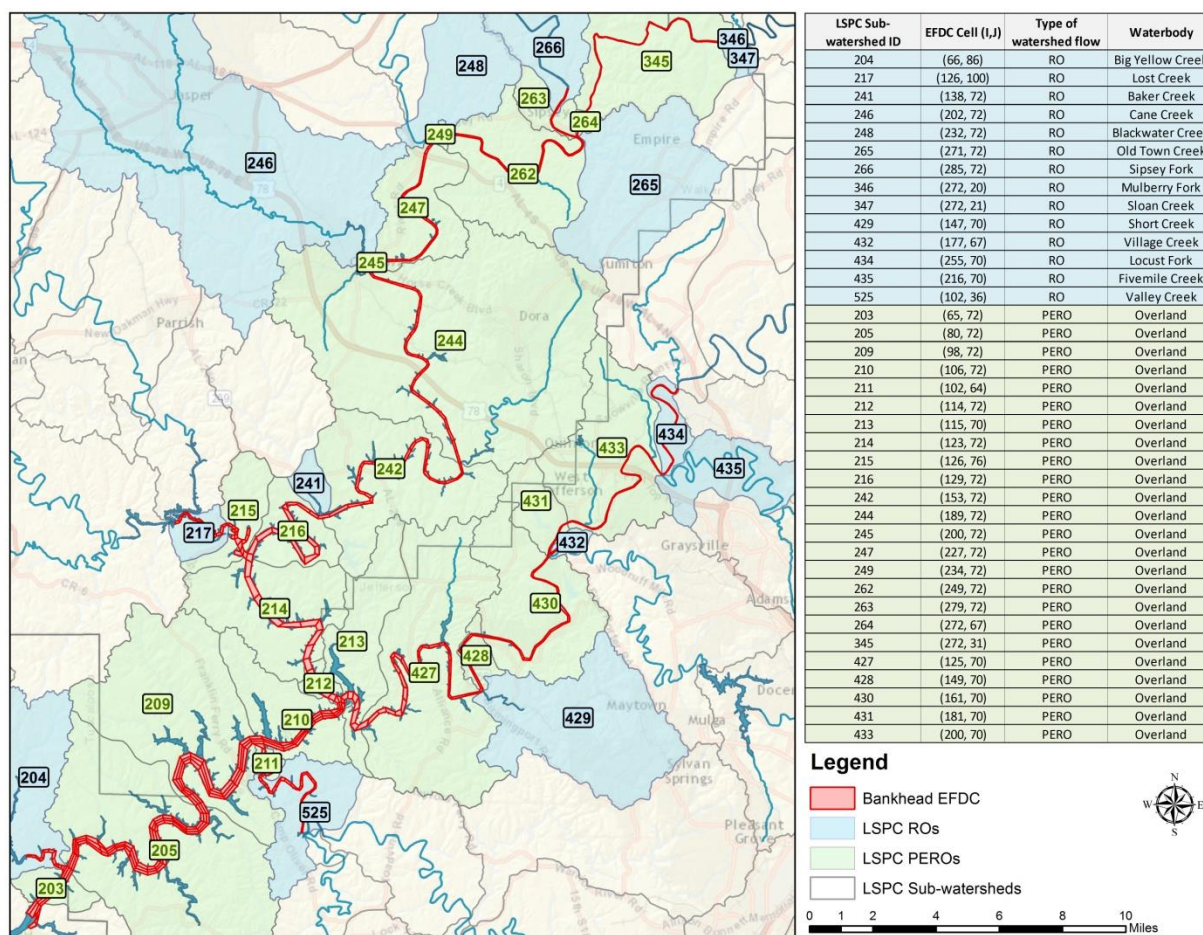 346
266
345
347
248
263
Jasper
Sipsey
264
249
Empire
246
262
265
78
247
245
Sumiton
Parrish
Dora
244
78
Quinton
433
434
242
435
241
West
Jefferson
431
215
217
216
432
Graysville
Adams
430
214
213
428
427
212
Docen
209
Maytown
429
Mulga
210
211
Sylvan
Springs
204
525
Pleasant
Grove
205
203
LSPC Sub-watershed ID EFDC Cell (I,J) Type of watershed flow Waterbody
204 (66, 86) RO Big Yellow Creek
217 (126, 100) RO Lost Creek
241 (138, 72) RO Baker Creek
246 (202, 72) RO Cane Creek
248 (232, 72) RO Blackwater Creek
265 (271, 72) RO Old Town Creek
266 (285, 72) RO Sipsey Fork
346 (272, 20) RO Mulberry Fork
347 (272, 21) RO Sloan Creek
429 (147, 70) RO Short Creek
432 (177, 67) RO Village Creek
434 (255, 70) RO Locust Fork
435 (216, 70) RO Fivemile Creek
525 (102, 36) RO Valley Creek
203 (65, 72) PERO Overland
205 (80, 72) PERO Overland
209 (98, 72) PERO Overland
210 (106, 72) PERO Overland
211 (102, 64) PERO Overland
212 (114, 72) PERO Overland
213 (115, 70) PERO Overland
214 (123, 72) PERO Overland
215 (126, 76) PERO Overland
216 (129, 72) PERO Overland
242 (153, 72) PERO Overland
244 (189, 72) PERO Overland
245 (200, 72) PERO Overland
247 (227, 72) PERO Overland
249 (234, 72) PERO Overland
262 (249, 72) PERO Overland
263 (279, 72) PERO Overland
264 (272, 67) PERO Overland
345 (272, 31) PERO Overland
427 (125, 70) PERO Overland
428 (149, 70) PERO Overland
430 (161, 70) PERO Overland
431 (181, 70) PERO Overland
433 (200, 70) PERO Overland
Legend
Bankhead EFDC
LSPC ROs
LSPC PEROs
LSPC Sub-watersheds
N
W E
S
0 1 2 4 6 8 10
Miles